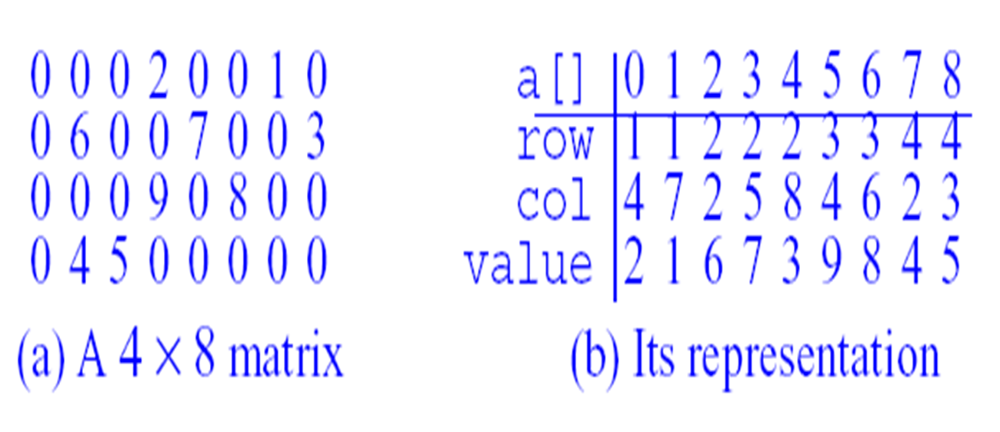 0 0 0 2 0 0 1 0
0 6 0 0 7 0 0 3
0 0 0 9 0 8 0 0
0 4 5 0 0 0 0 0
(a) A 4 × 8 matrix
a[] 0 1 2 3 4 5 6 7 8
row 1 1 2 2 2 3 3 4 4
col 4 7 2 5 8 4 6 2 3
value 2 1 6 7 3 9 8 4 5
(b) Its representation